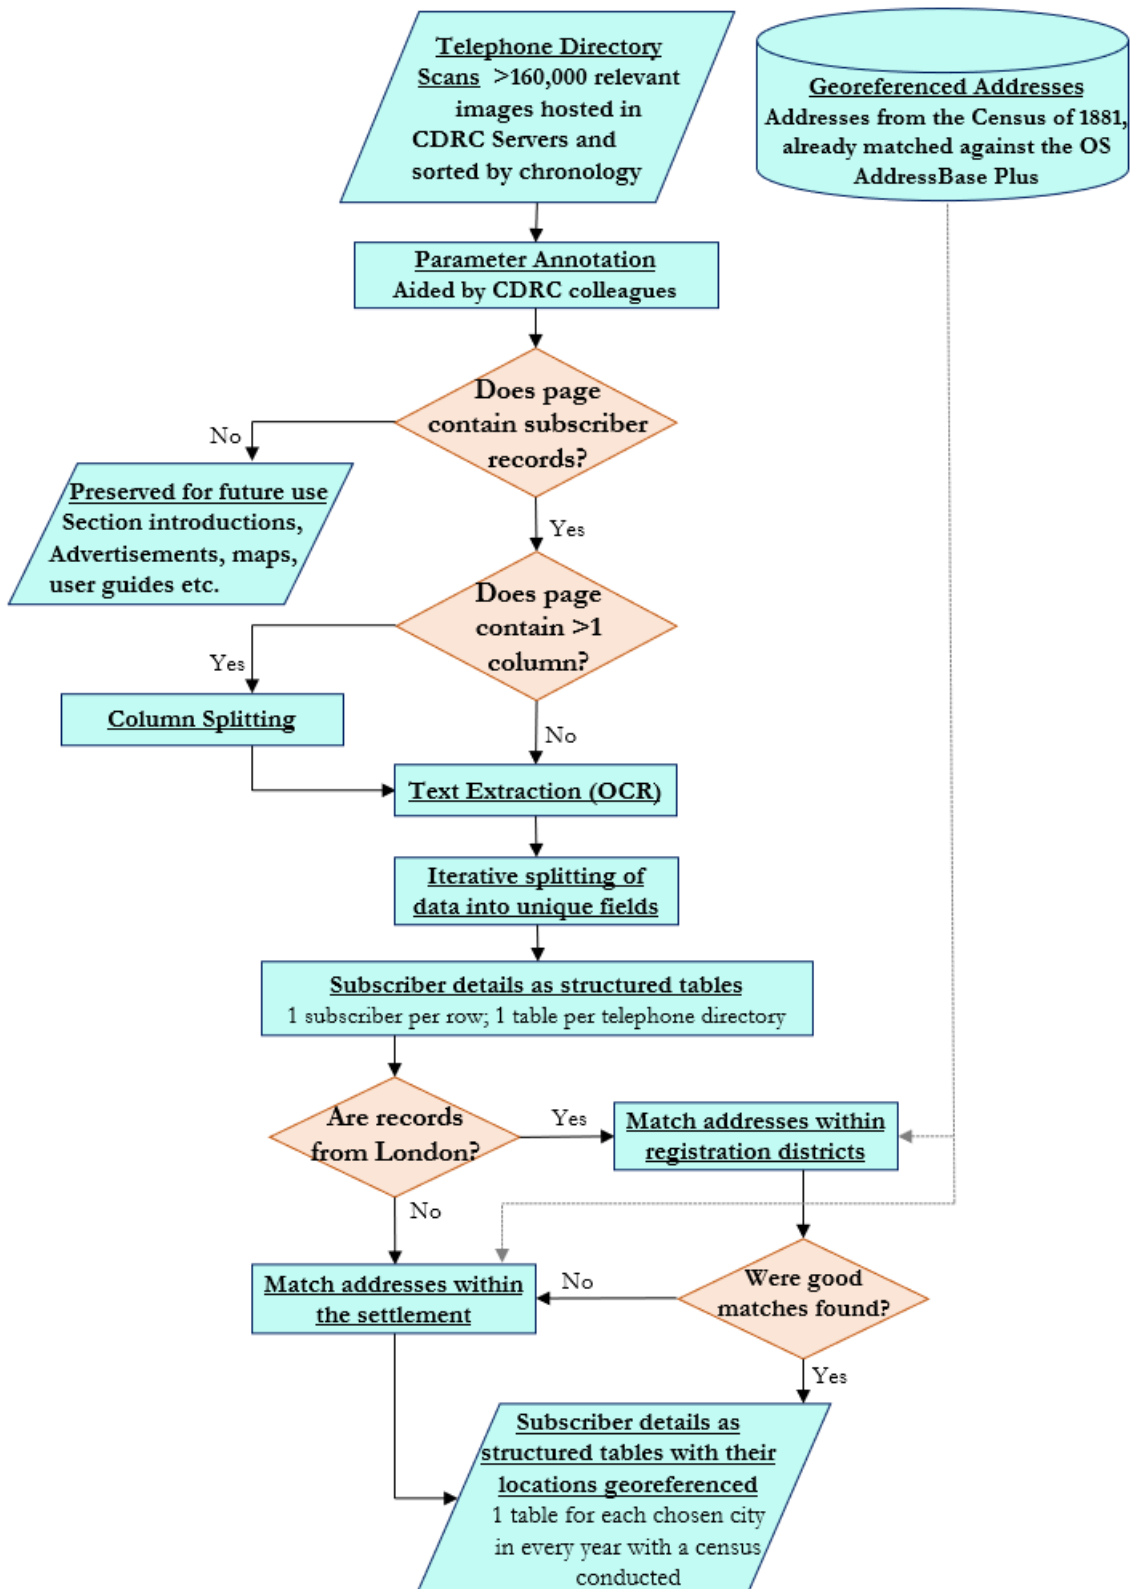 Telephone Directory
Scans >160,000 relevant
images hosted in
CDRC Servers and
sorted by chronology
Georeferenced Addresses
Addresses from the Census of 1881,
already matched against the OS
AddressBase Plus
Parameter Annotation
Aided by CDRC colleagues
Does page
contain subscriber
records?
No
Preserved for future use
Section introductions,
Advertisements, maps,
user guides etc.
Yes
Does page
contain >1
column?
Yes
Column Splitting
No
Text Extraction (OCR)
Iterative splitting of
data into unique fields
Subscriber details as structured tables
1 subscriber per row; 1 table per telephone directory
Are records
from London?
Yes
Match addresses within
registration districts
No
Match addresses within
the settlement
No
Were good
matches found?
Yes
Subscriber details as
structured tables with their
locations georeferenced
1 table for each chosen city
in every year with a census
conducted